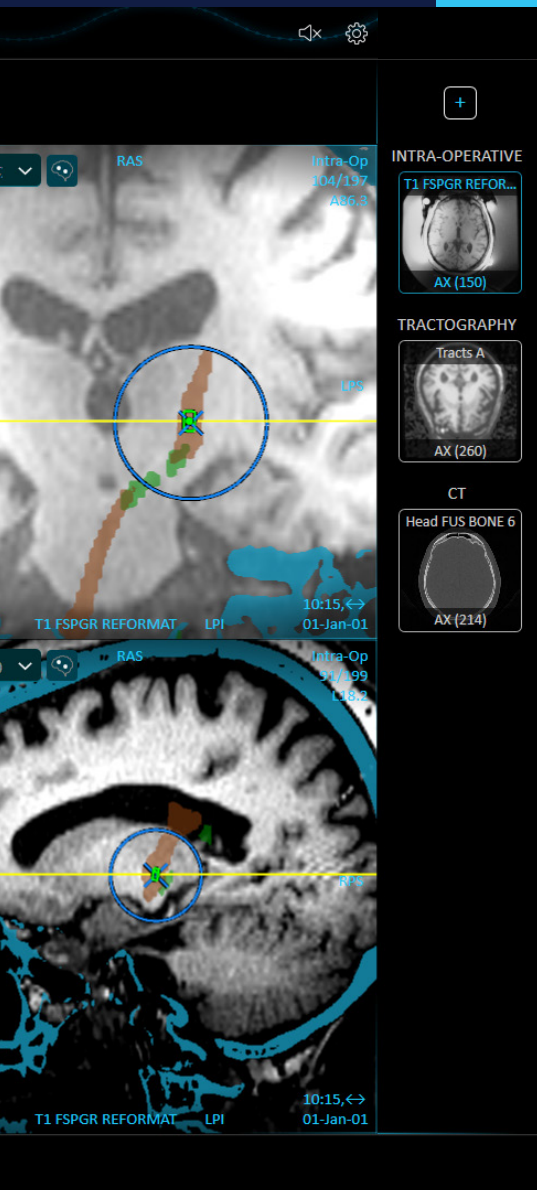 +
INTRA-OPERATIVE
T1 FSPGR REFOR...
AX (150)
TRACTOGRAPHY
Tracts A
AX (260)
CT
Head FUS BONE 6
AX (214)
RAS
Intra-Op
104/197
A86.3
LPS
10:15,↔
T1 FSPGR REFORMAT LPI 01-Jan-01
RAS
Intra-Op
91/199
L18.2
RPS
10:15,↔
T1 FSPGR REFORMAT LPI 01-Jan-01